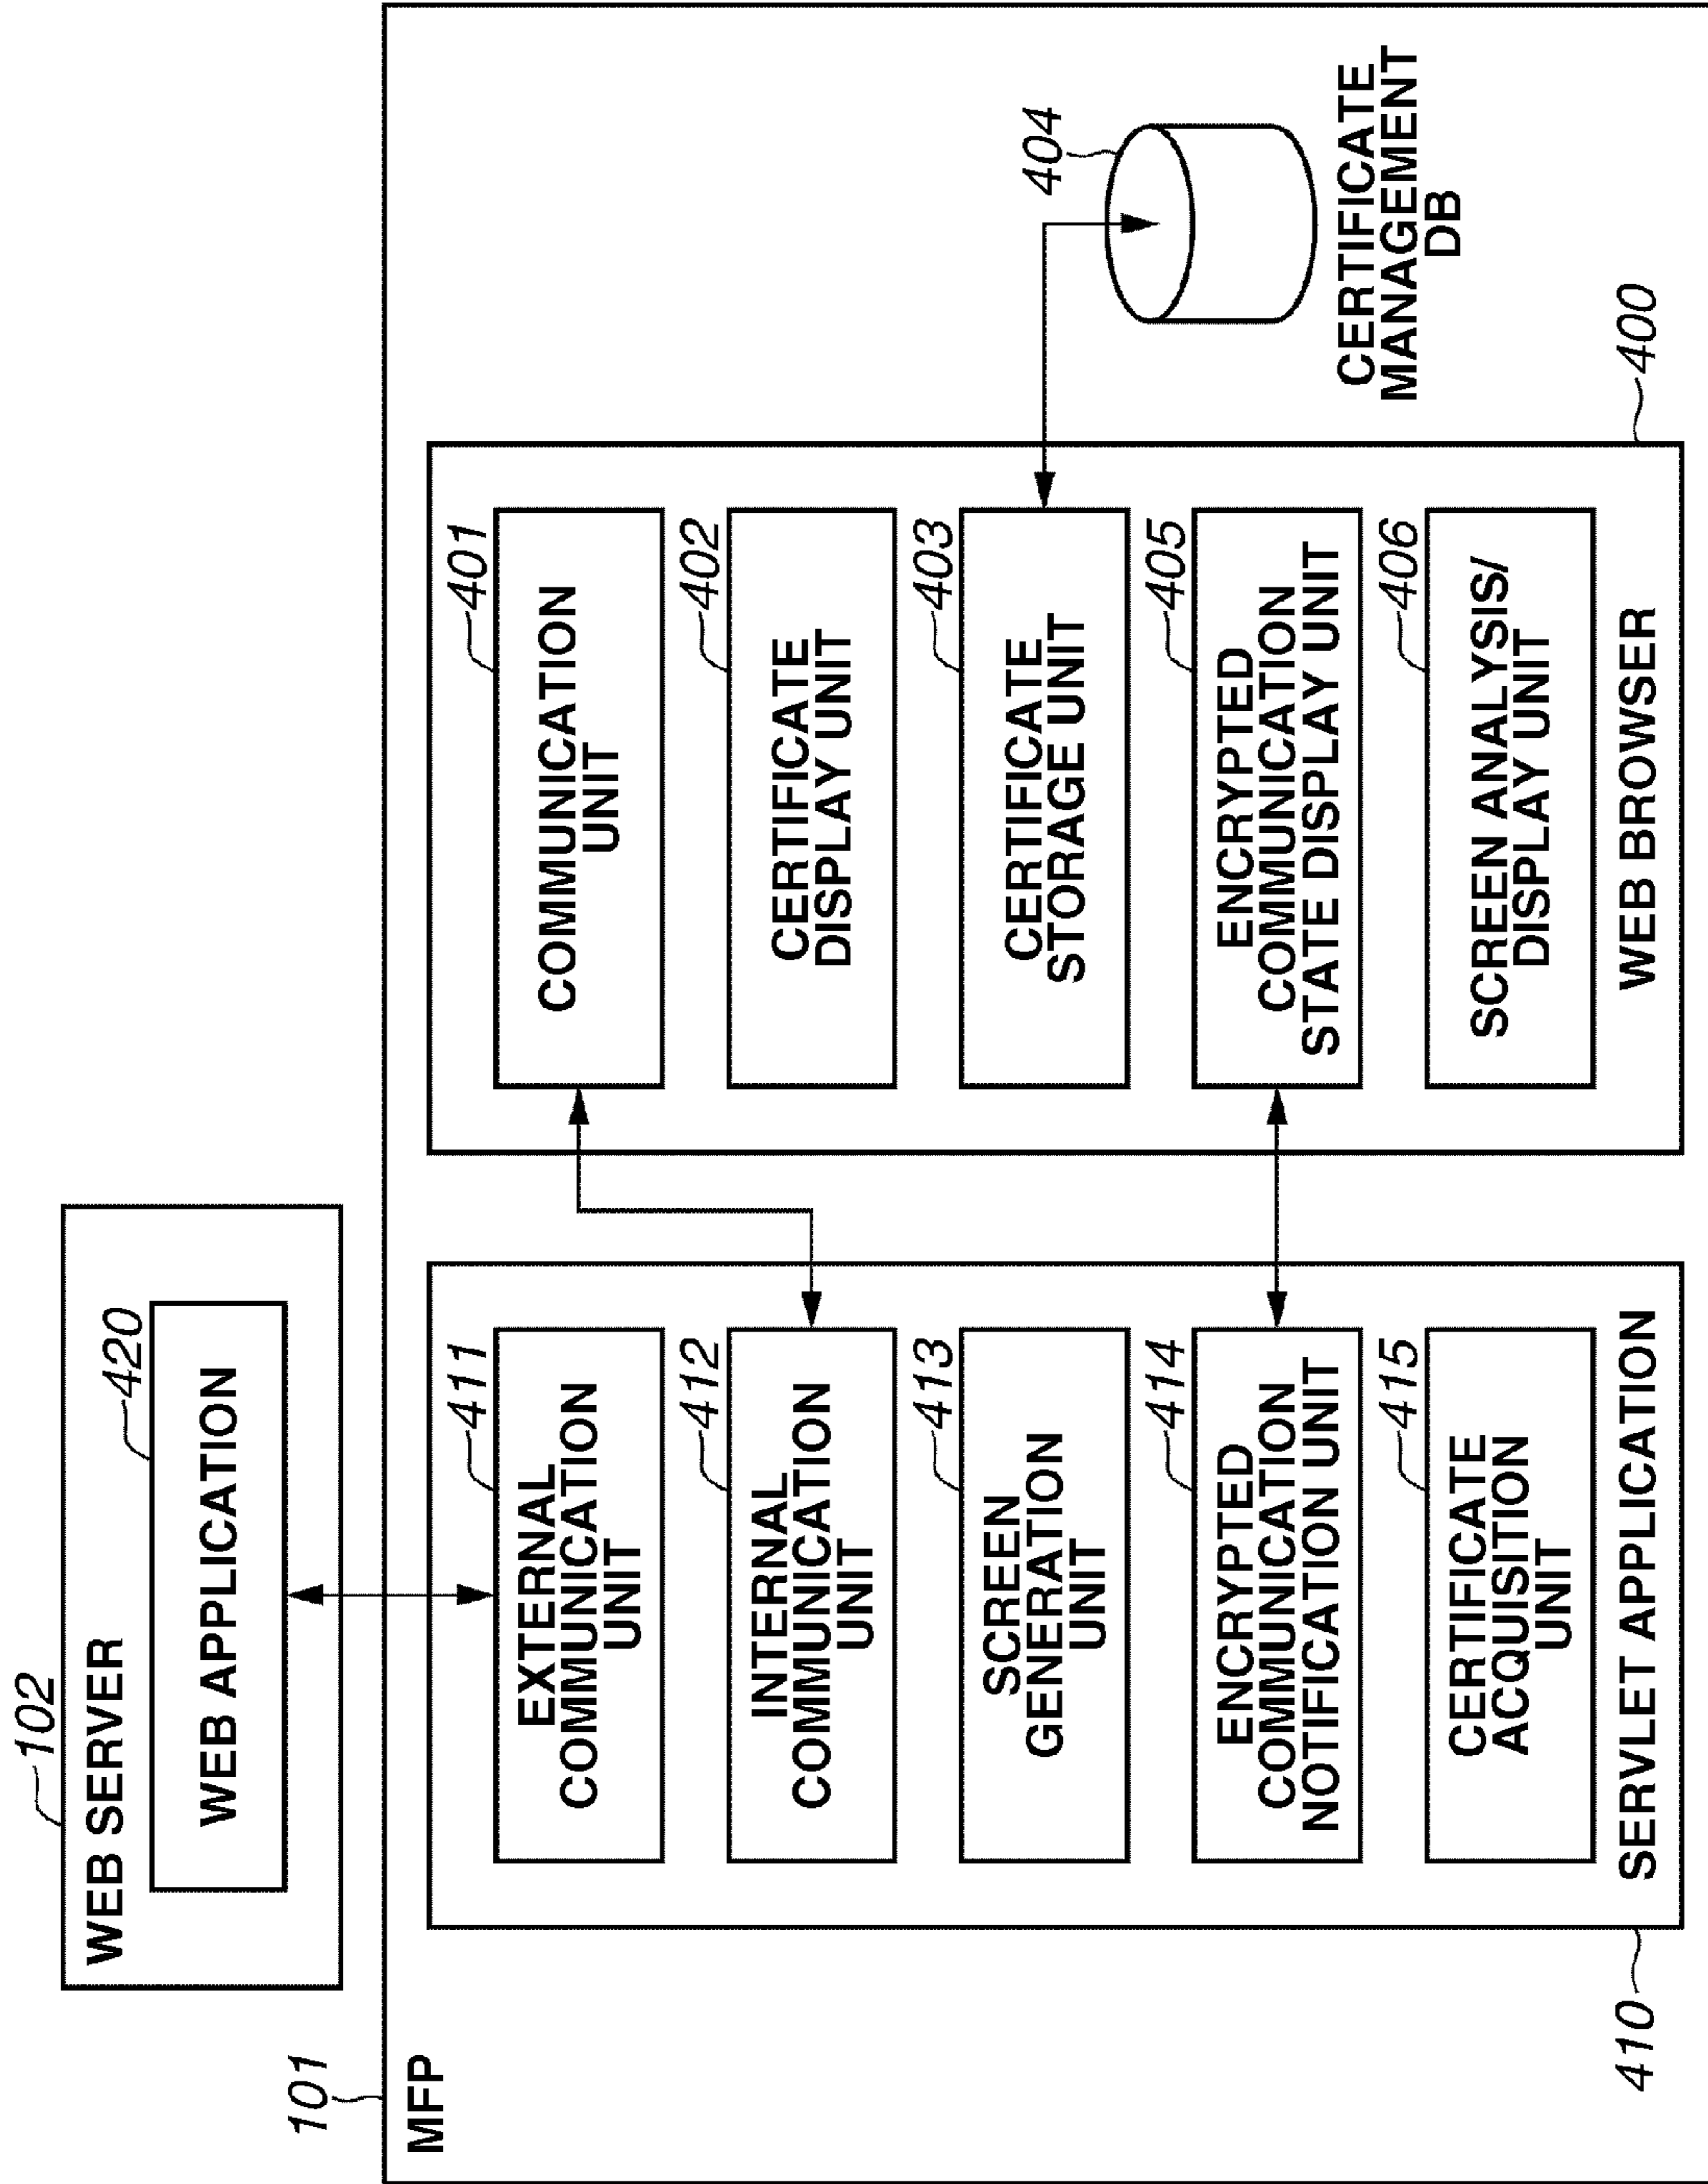 102
WEB SERVER
420
WEB APPLICATION
101
MFP
411
EXTERNAL
COMMUNICATION
UNIT
412
INTERNAL
COMMUNICATION
UNIT
413
SCREEN
GENERATION
UNIT
414
ENCRYPTED
COMMUNICATION
NOTIFICATION UNIT
415
CERTIFICATE
ACQUISITION
UNIT
SERVLET APPLICATION
410
401
COMMUNICATION
UNIT
402
CERTIFICATE
DISPLAY UNIT
403
CERTIFICATE
STORAGE UNIT
405
ENCRYPTED
COMMUNICATION
STATE DISPLAY UNIT
406
SCREEN ANALYSIS/
DISPLAY UNIT
WEB BROWSER
400
404
CERTIFICATE
MANAGEMENT
DB